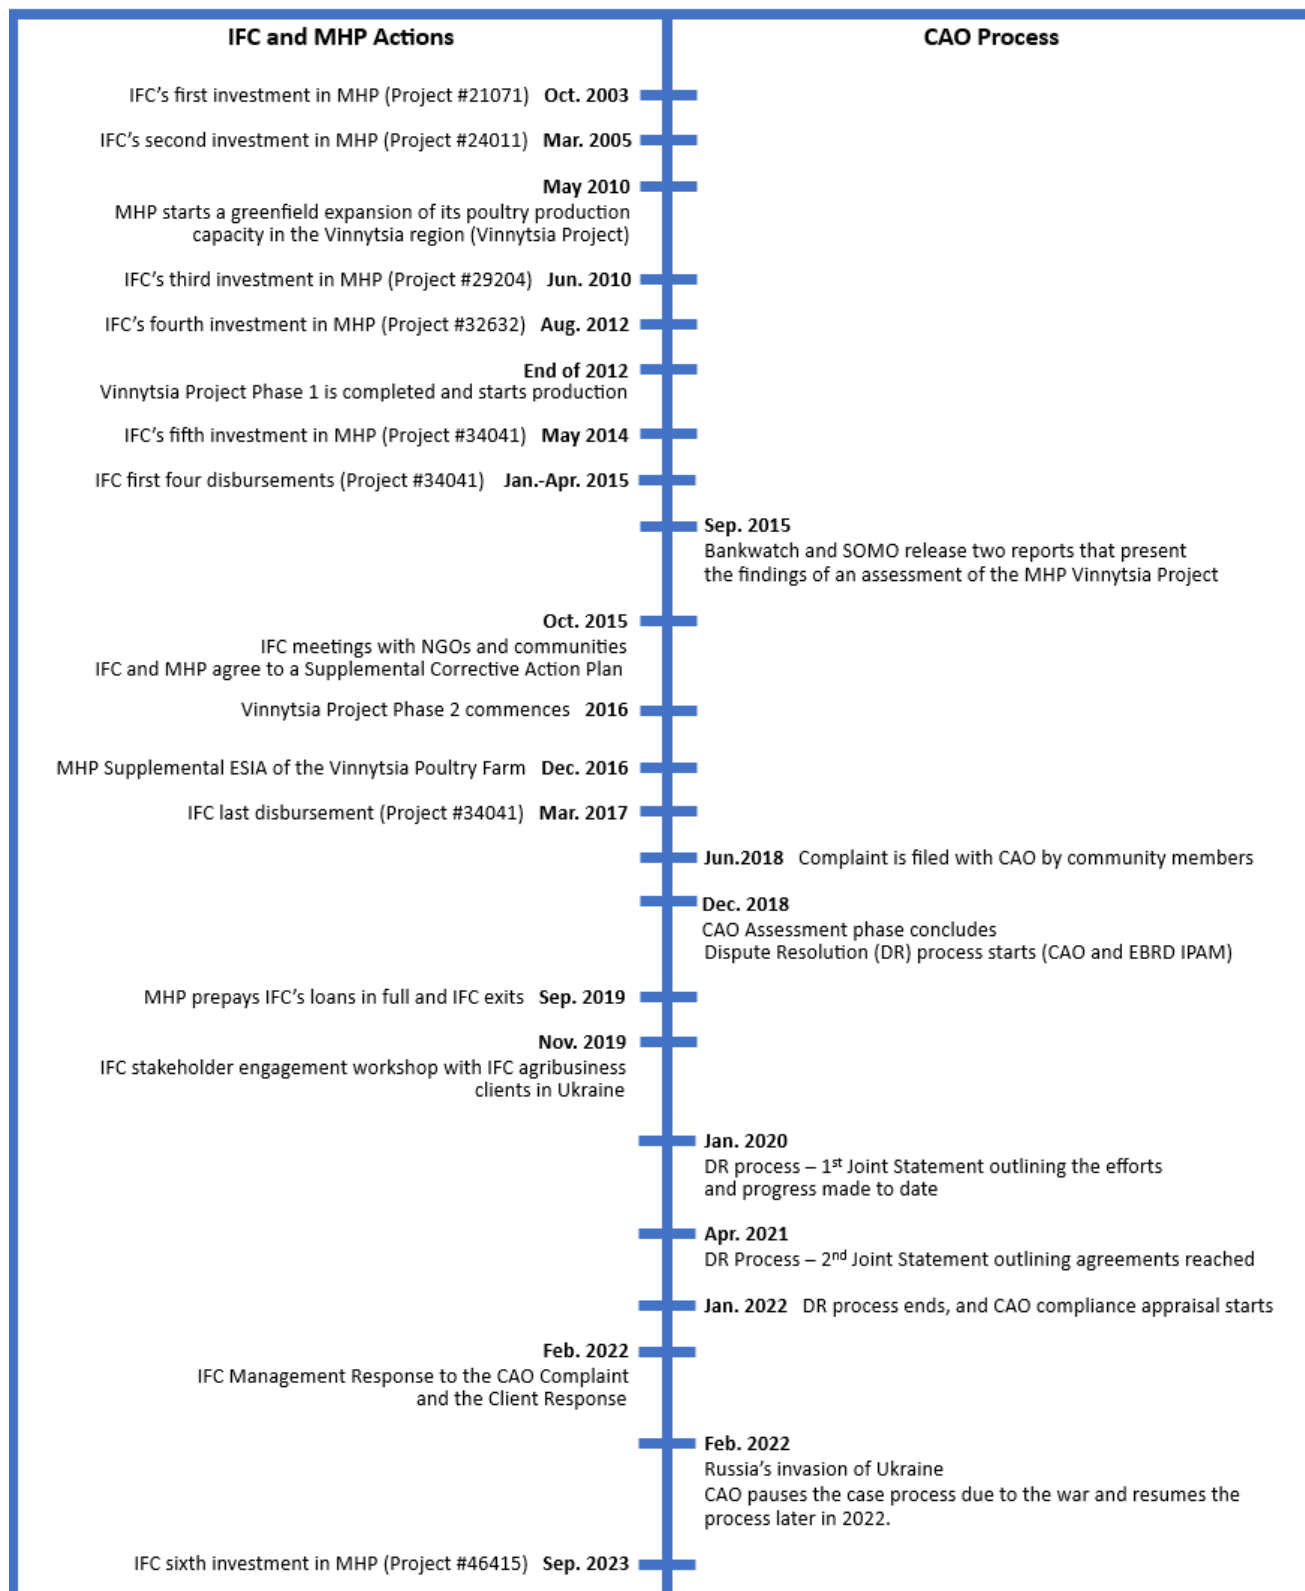 IFC and MHP Actions
CAO Process
IFC's first investment in MHP (Project #21071) Oct. 2003
IFC's second investment in MHP (Project #24011) Mar. 2005
May 2010
MHP starts a greenfield expansion of its poultry production
capacity in the Vinnytsia region (Vinnytsia Project)
IFC's third investment in MHP (Project #29204) Jun. 2010
IFC's fourth investment in MHP (Project #32632) Aug. 2012
End of 2012
Vinnytsia Project Phase 1 is completed and starts production
IFC's fifth investment in MHP (Project #34041) May 2014
IFC first four disbursements (Project #34041) Jan.-Apr. 2015
Sep. 2015
Bankwatch and SOMO release two reports that present
the findings of an assessment of the MHP Vinnytsia Project
Oct. 2015
IFC meetings with NGOs and communities
IFC and MHP agree to a Supplemental Corrective Action Plan
Vinnytsia Project Phase 2 commences 2016
MHP Supplemental ESIA of the Vinnytsia Poultry Farm Dec. 2016
IFC last disbursement (Project #34041) Mar. 2017
Jun.2018 Complaint is filed with CAO by community members
Dec. 2018
CAO Assessment phase concludes
Dispute Resolution (DR) process starts (CAO and EBRD IPAM)
MHP prepays IFC's loans in full and IFC exits Sep. 2019
Nov. 2019
IFC stakeholder engagement workshop with IFC agribusiness
clients in Ukraine
Jan. 2020
DR process – 1st Joint Statement outlining the efforts
and progress made to date
Apr. 2021
DR Process – 2nd Joint Statement outlining agreements reached
Jan. 2022 DR process ends, and CAO compliance appraisal starts
Feb. 2022
IFC Management Response to the CAO Complaint
and the Client Response
Feb. 2022
Russia's invasion of Ukraine
CAO pauses the case process due to the war and resumes the
process later in 2022.
IFC sixth investment in MHP (Project #46415) Sep. 2023